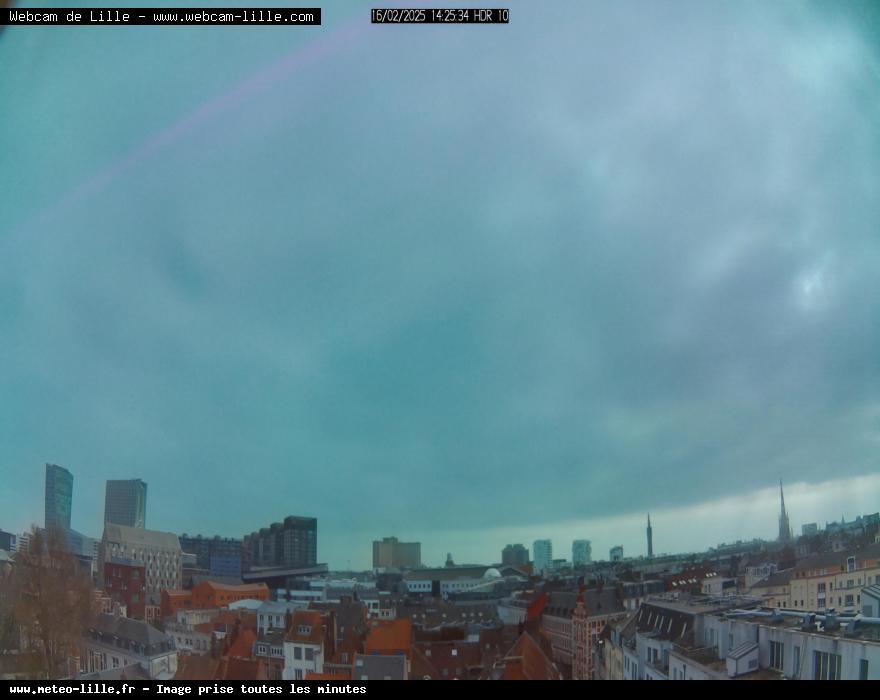 Webcam de Lille - www.webcam-lille.com
16/02/2025 14:25:34 HDR 10
www.meteo-lille.fr - Image prise toutes les minutes